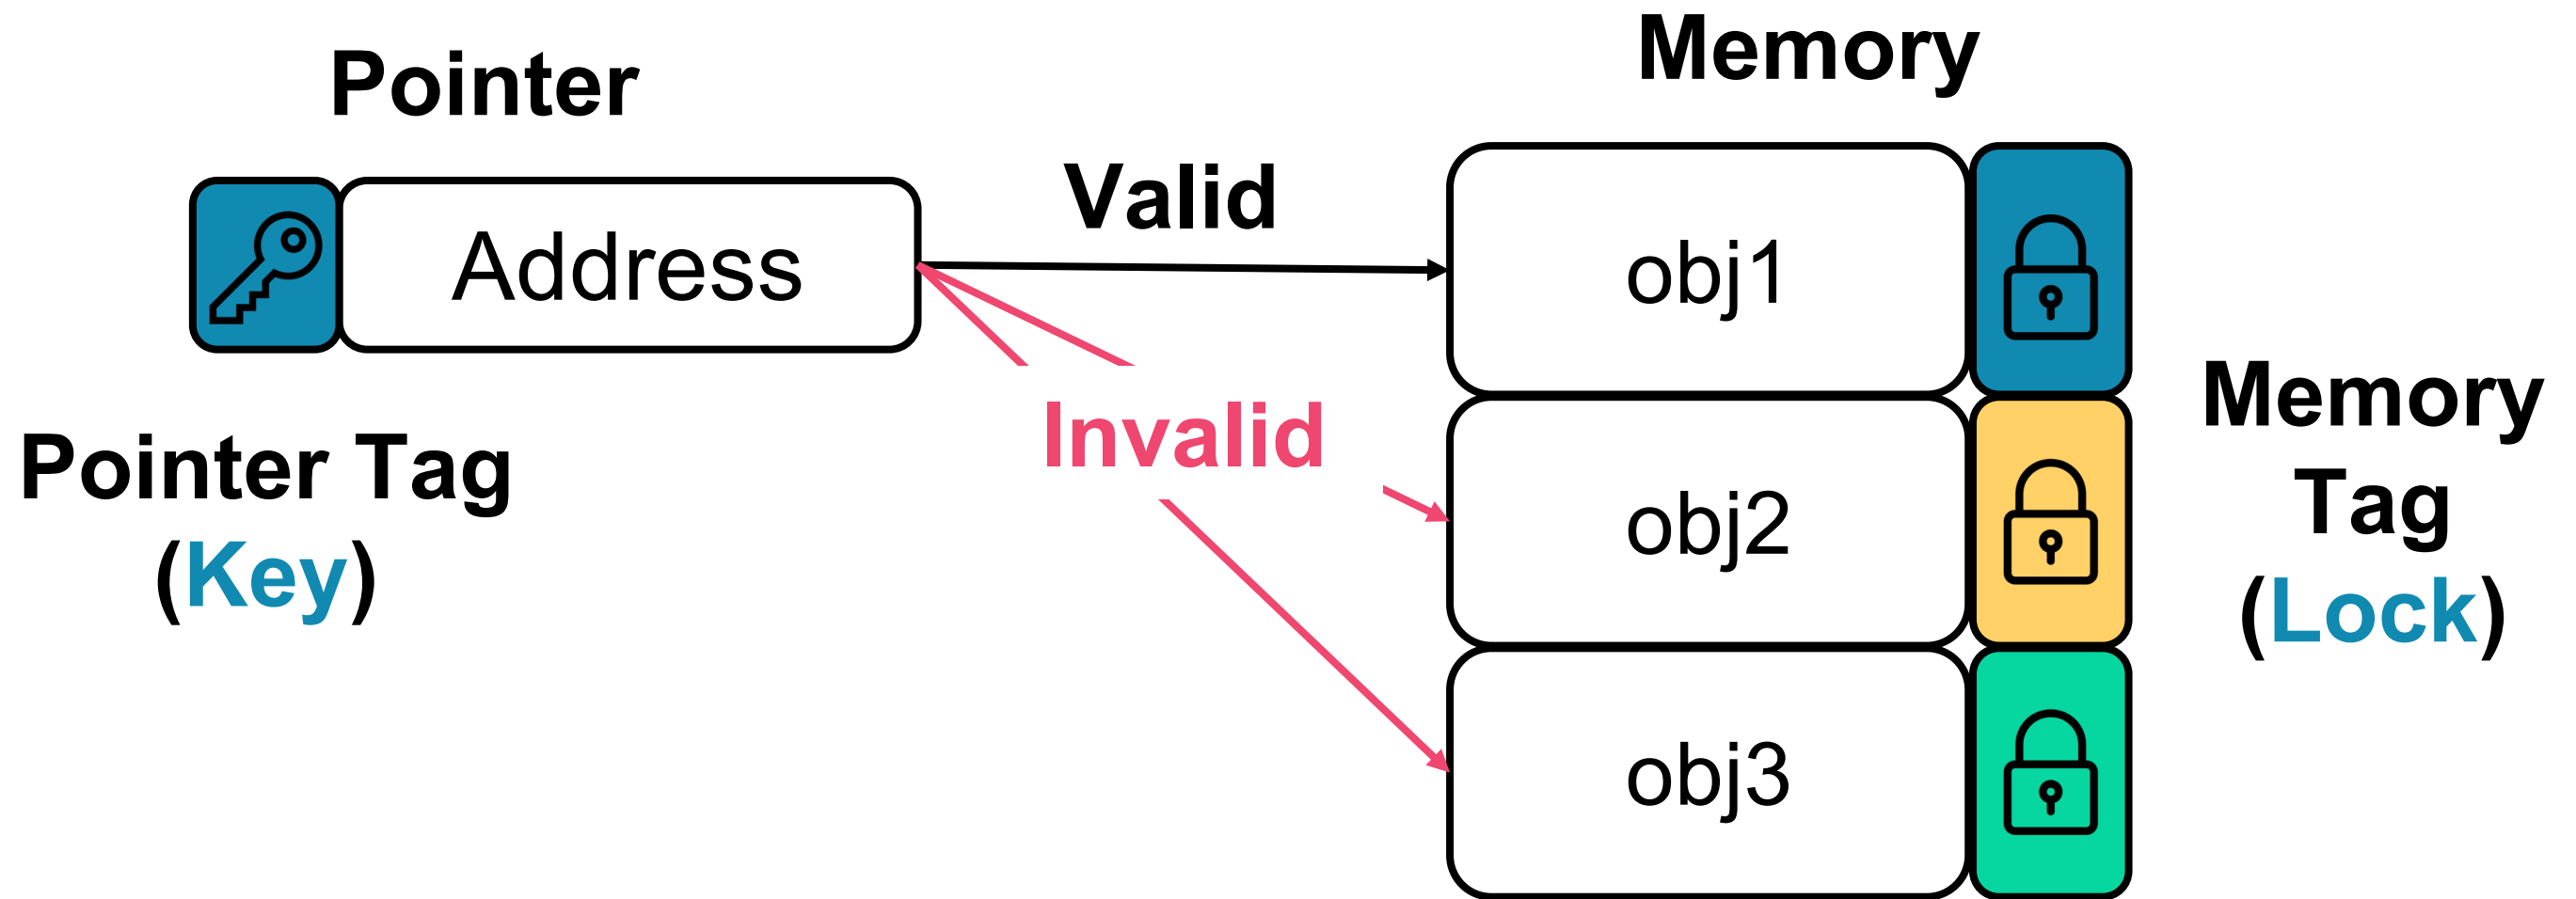 Pointer
Memory
Address
Valid
obj1
Invalid
Pointer Tag
(Key)
obj2
Memory
Tag
(Lock)
obj3